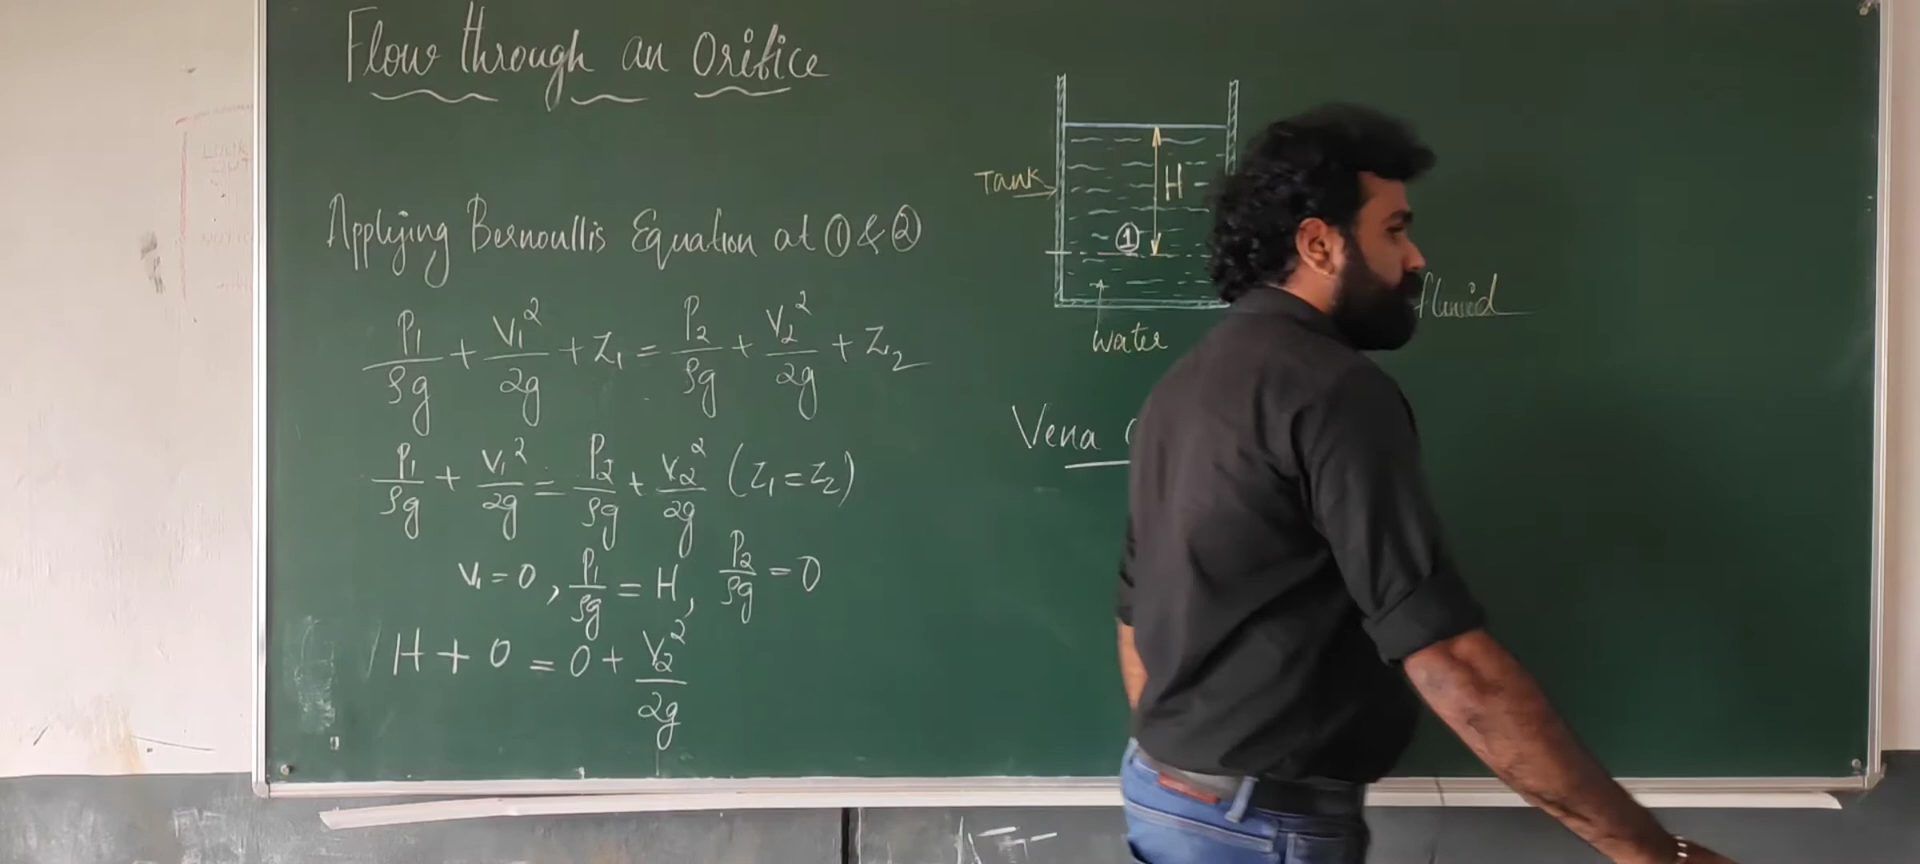 Flow through an Orifice
Applying Bernoullis Equation at ① & ②
P₁/ρg + V₁²/2g + Z₁ = P₂/ρg + V₂²/2g + Z₂
P₁/ρg + V₁²/2g = P₂/ρg + V₂²/2g (Z₁ = Z₂)
V₁ = 0, P₁/ρg = H, P₂/ρg = 0
H + 0 = 0 + V₂²/2g
Tank
H
①
fluid
water
Vena